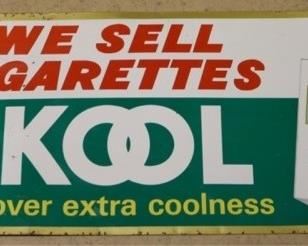 WE SELL
GARETTES
KOOL
over extra coolness